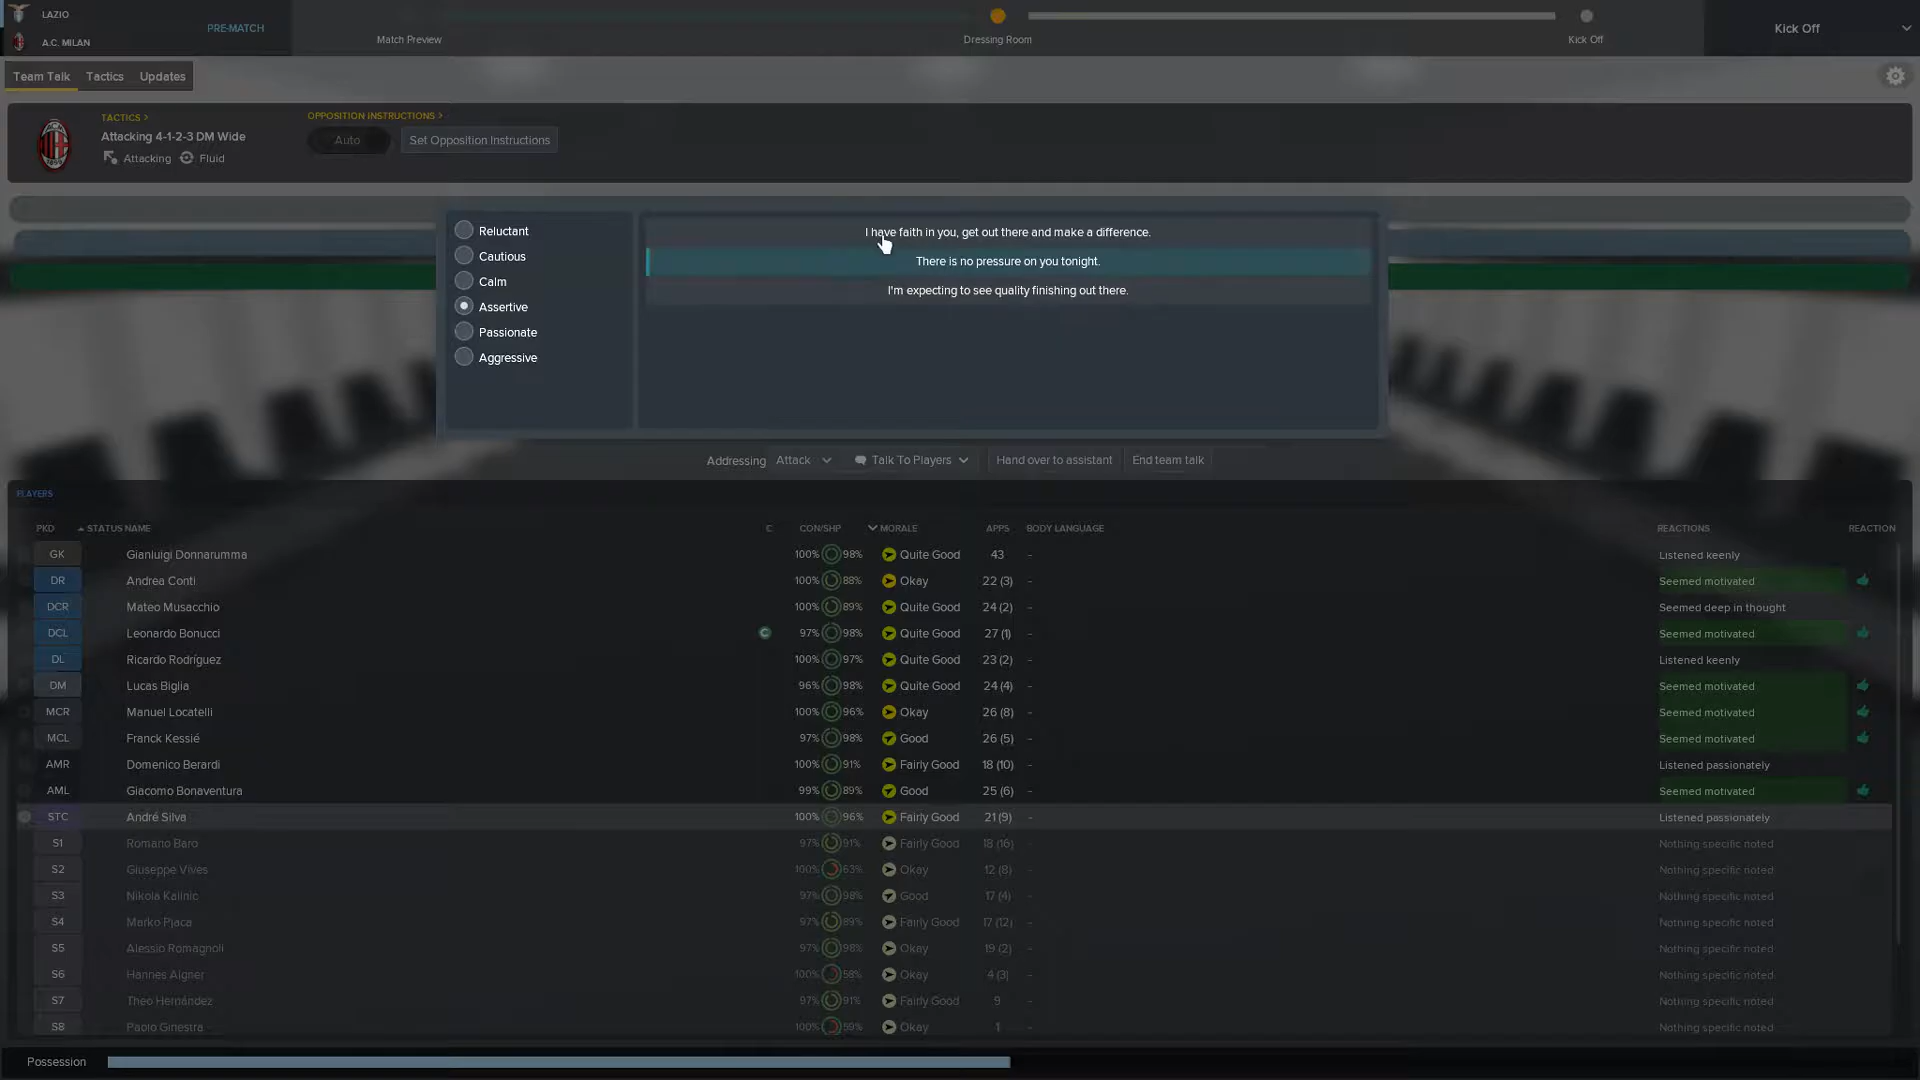 LAZIO
A.C. MILAN
PRE-MATCH
Match Preview
Dressing Room
Kick Off
Kick Off
Team Talk Tactics Updates
TACTICS >
Attacking 4-1-2-3 DM Wide
Attacking Fluid
OPPOSITION INSTRUCTIONS >
Auto Set Opposition Instructions
Reluctant
Cautious
Calm
Assertive
Passionate
Aggressive
I have faith in you, get out there and make a difference.
There is no pressure on you tonight.
I'm expecting to see quality finishing out there.
Addressing Attack Talk To Players Hand over to assistant End team talk
PLAYERS
PKD STATUS NAME C CON/SHP MORALE APPS BODY LANGUAGE REACTIONS REACTION
GK Gianluigi Donnarumma 100% 98% Quite Good 43 - Listened keenly
DR Andrea Conti 100% 88% Okay 22 (3) - Seemed motivated
DCR Mateo Musacchio 100% 89% Quite Good 24 (2) - Seemed deep in thought
DCL Leonardo Bonucci C 97% 98% Quite Good 27 (1) - Seemed motivated
DL Ricardo Rodríguez 100% 97% Quite Good 23 (2) - Listened keenly
DM Lucas Biglia 96% 98% Quite Good 24 (4) - Seemed motivated
MCR Manuel Locatelli 100% 96% Okay 26 (8) - Seemed motivated
MCL Franck Kessié 97% 98% Good 26 (5) - Seemed motivated
AMR Domenico Berardi 100% 91% Fairly Good 18 (10) - Listened passionately
AML Giacomo Bonaventura 99% 89% Good 25 (6) - Seemed motivated
STC André Silva 100% 96% Fairly Good 21 (9) - Listened passionately
S1 Romano Baro 97% 91% Fairly Good 18 (16) - Nothing specific noted
S2 Giuseppe Vives 100% 63% Okay 12 (8) - Nothing specific noted
S3 Nikola Kalinic 97% 98% Good 17 (4) - Nothing specific noted
S4 Marko Pjaca 97% 89% Fairly Good 17 (12) - Nothing specific noted
S5 Alessio Romagnoli 97% 98% Okay 19 (2) - Nothing specific noted
S6 Hannes Aigner 100% 58% Okay 4 (3) - Nothing specific noted
S7 Theo Hernández 97% 91% Fairly Good 9 - Nothing specific noted
S8 Paolo Ginestra 100% 59% Okay 1 - Nothing specific noted
Possession